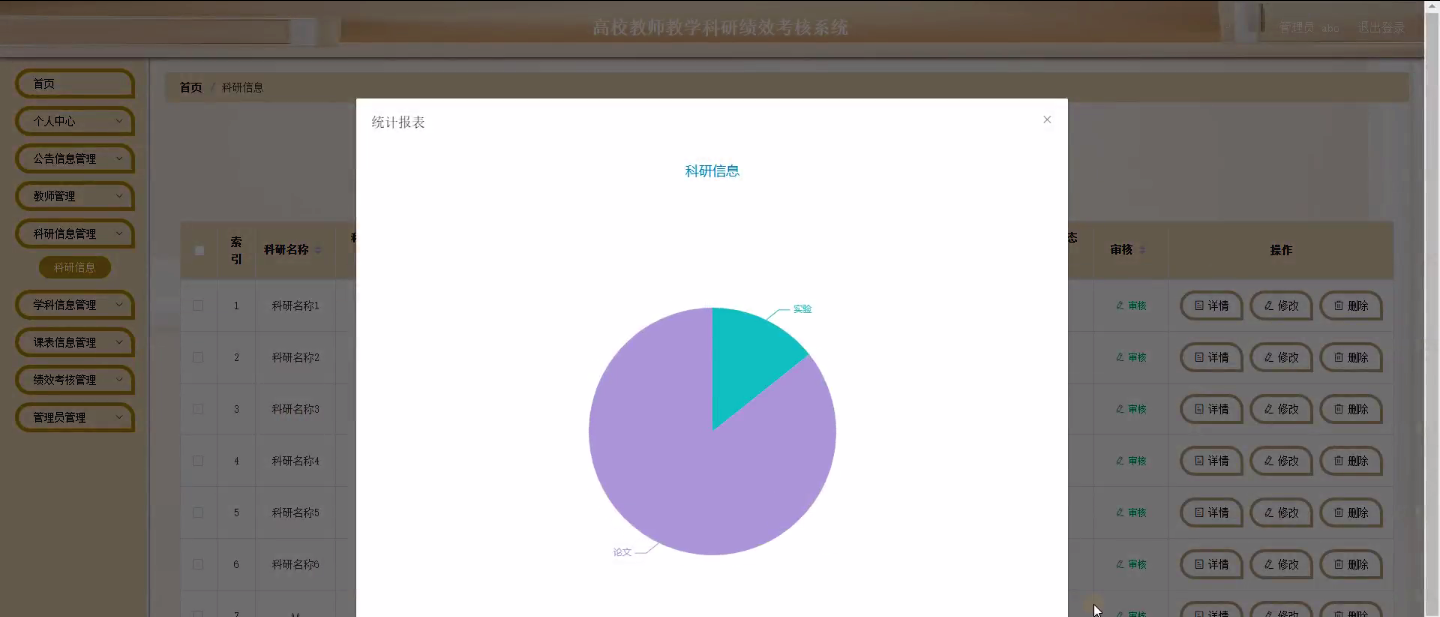 高校教师教学科研绩效考核系统
管理员 abo 退出登录
首页
个人中心
公告信息管理
教师管理
科研信息管理
科研信息
学科信息管理
课表信息管理
绩效考核管理
管理员管理
首页 / 科研信息
统计报表 ×
科研信息
实验
论文
索引 科研名称 态 审核 操作
1 科研名称1 审核 详情 修改 删除
2 科研名称2 审核 详情 修改 删除
3 科研名称3 审核 详情 修改 删除
4 科研名称4 审核 详情 修改 删除
5 科研名称5 审核 详情 修改 删除
6 科研名称6 审核 详情 修改 删除
7 审核 详情 修改 删除